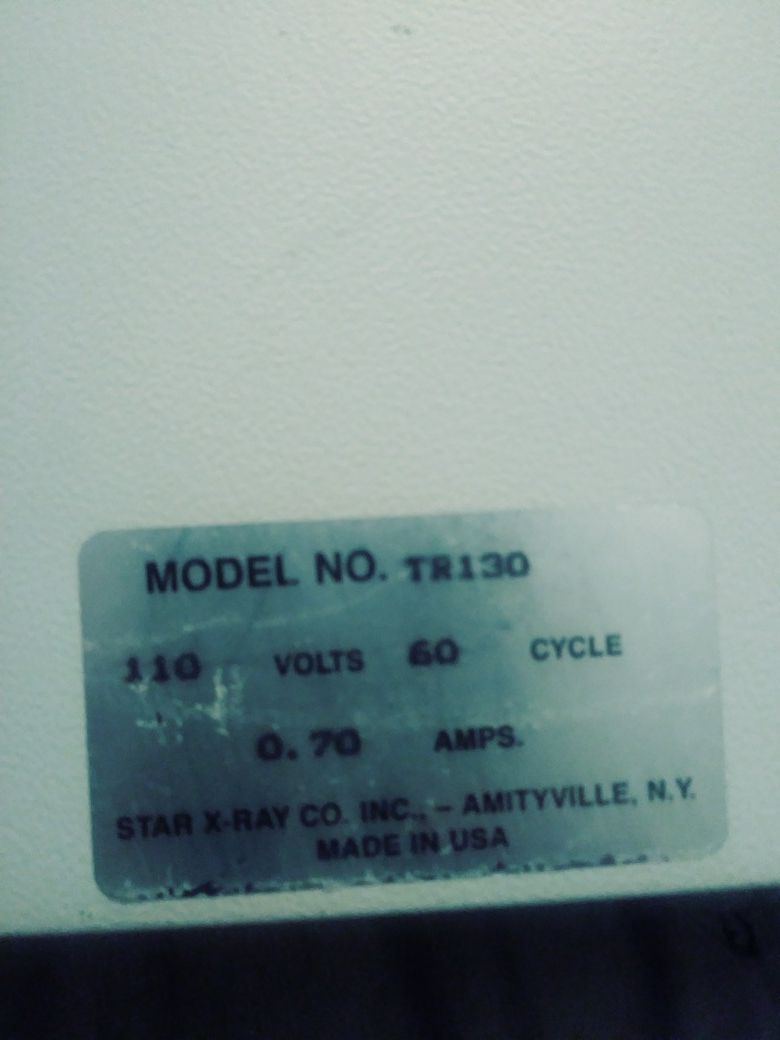 MODEL NO. TR130
110 VOLTS 60 CYCLE
0.70 AMPS.
STAR X-RAY CO. INC., – AMITYVILLE, N.Y.
MADE IN USA